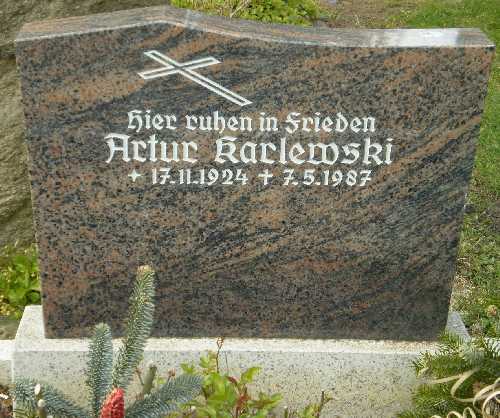 Hier ruhen in Frieden
Artur Karlewski
+ 17.11.1924 ✝ 7.5.1987